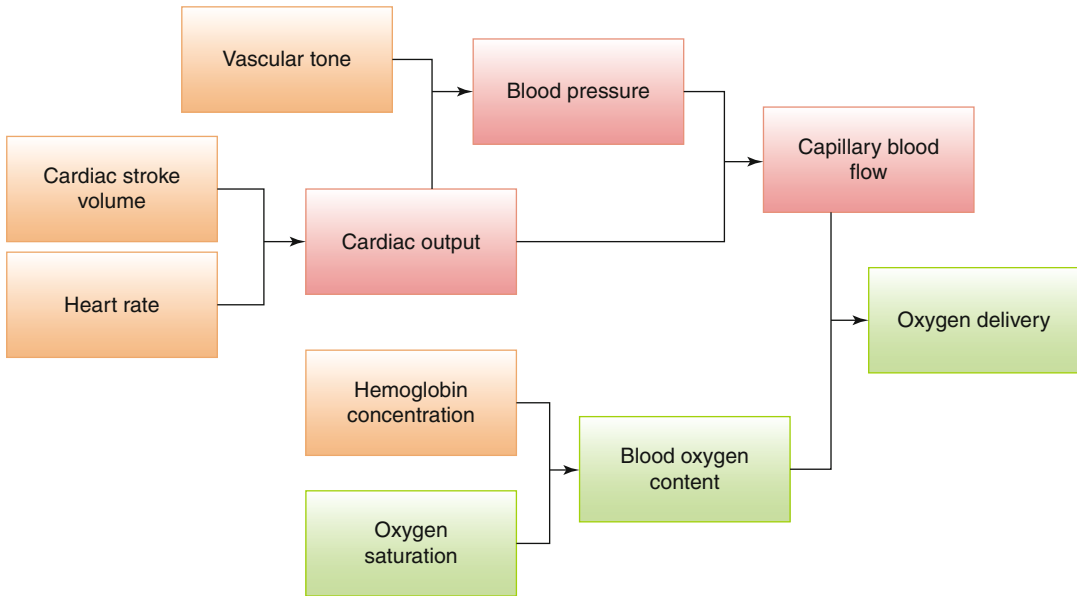 Vascular tone
Blood pressure
Capillary blood
flow
Cardiac stroke
volume
Cardiac output
Heart rate
Oxygen delivery
Hemoglobin
concentration
Blood oxygen
content
Oxygen
saturation